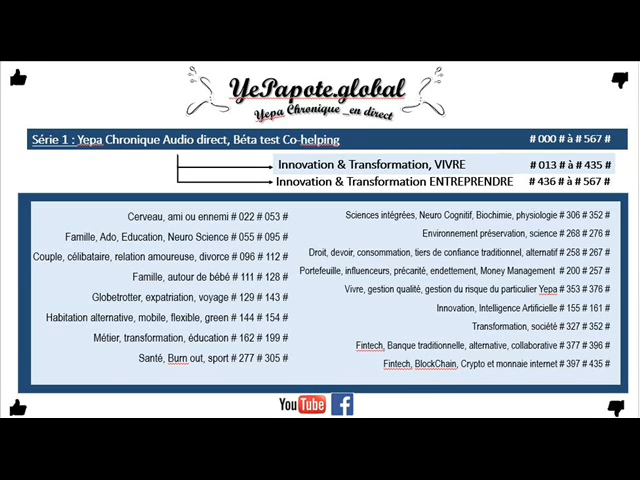 YePapote.global
Yepa Chronique _en direct
Série 1 : Yepa Chronique Audio direct, Béta test Co-helping # 000 # à # 567 #
Innovation & Transformation, VIVRE # 013 # à # 435 #
Innovation & Transformation ENTREPRENDRE # 436 # à # 567 #
Cerveau, ami ou ennemi # 022 # 053 #
Famille, Ado, Education, Neuro Science # 055 # 095 #
Couple, célibataire, relation amoureuse, divorce # 096 # 112 #
Famille, autour de bébé # 111 # 128 #
Globetrotter, expatriation, voyage # 129 # 143 #
Habitation alternative, mobile, flexible, green # 144 # 154 #
Métier, transformation, éducation # 162 # 199 #
Santé, Burn out, sport # 277 # 305 #
Sciences intégrées, Neuro Cognitif, Biochimie, physiologie # 306 # 352 #
Environnement préservation, science # 268 # 276 #
Droit, devoir, consommation, tiers de confiance traditionnel, alternatif # 258 # 267 #
Portefeuille, influenceurs, précarité, endettement, Money Management # 200 # 257 #
Vivre, gestion qualité, gestion du risque du particulier Yepa # 353 # 376 #
Innovation, Intelligence Artificielle # 155 # 161 #
Transformation, société # 327 # 352 #
Fintech, Banque traditionnelle, alternative, collaborative # 377 # 396 #
Fintech, BlockChain, Crypto et monnaie internet # 397 # 435 #
YouTube f